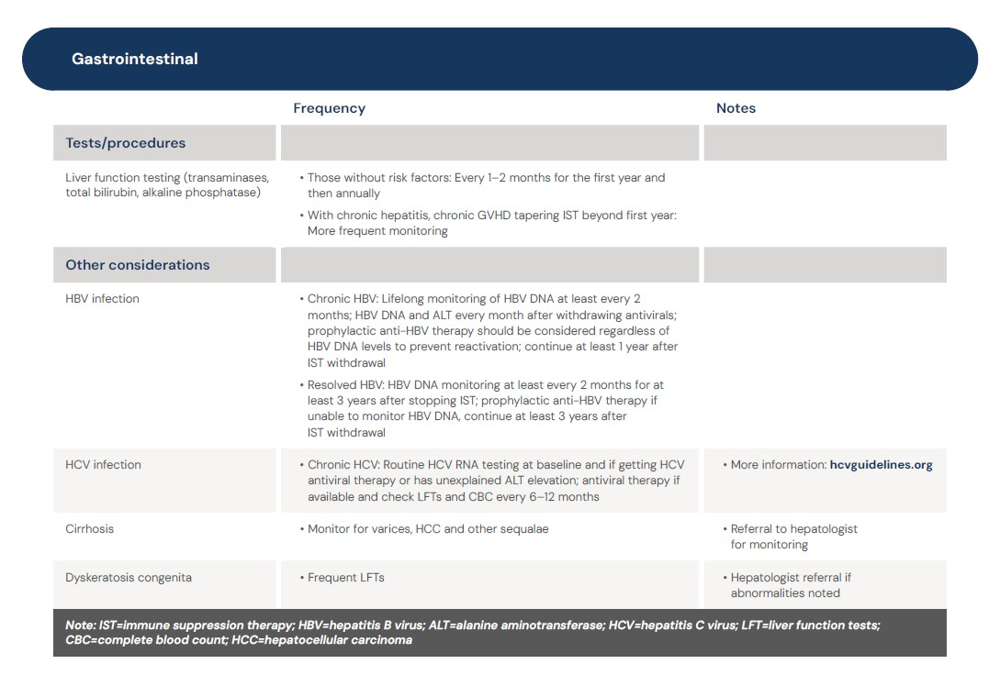 Gastrointestinal
Frequency
Notes
Tests/procedures
Liver function testing (transaminases,
total bilirubin, alkaline phosphatase)
• Those without risk factors: Every 1–2 months for the first year and
then annually
• With chronic hepatitis, chronic GVHD tapering IST beyond first year:
More frequent monitoring
Other considerations
HBV infection
• Chronic HBV: Lifelong monitoring of HBV DNA at least every 2
months; HBV DNA and ALT every month after withdrawing antivirals;
prophylactic anti-HBV therapy should be considered regardless of
HBV DNA levels to prevent reactivation; continue at least 1 year after
IST withdrawal
• Resolved HBV: HBV DNA monitoring at least every 2 months for at
least 3 years after stopping IST; prophylactic anti-HBV therapy if
unable to monitor HBV DNA, continue at least 3 years after
IST withdrawal
HCV infection
• Chronic HCV: Routine HCV RNA testing at baseline and if getting HCV
antiviral therapy or has unexplained ALT elevation; antiviral therapy if
available and check LFTs and CBC every 6–12 months
• More information: hcvguidelines.org
Cirrhosis
• Monitor for varices, HCC and other sequalae
• Referral to hepatologist
for monitoring
Dyskeratosis congenita
• Frequent LFTs
• Hepatologist referral if
abnormalities noted
Note: IST=immune suppression therapy; HBV=hepatitis B virus; ALT=alanine aminotransferase; HCV=hepatitis C virus; LFT=liver function tests;
CBC=complete blood count; HCC=hepatocellular carcinoma